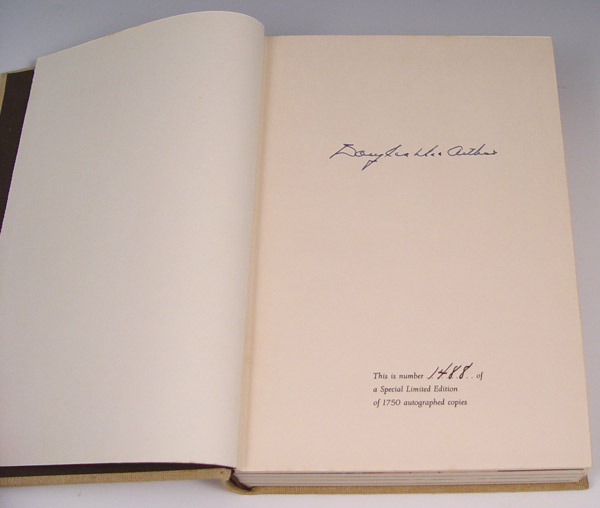 Douglas MacArthur
This is number 1488.. of
a Special Limited Edition
of 1750 autographed copies